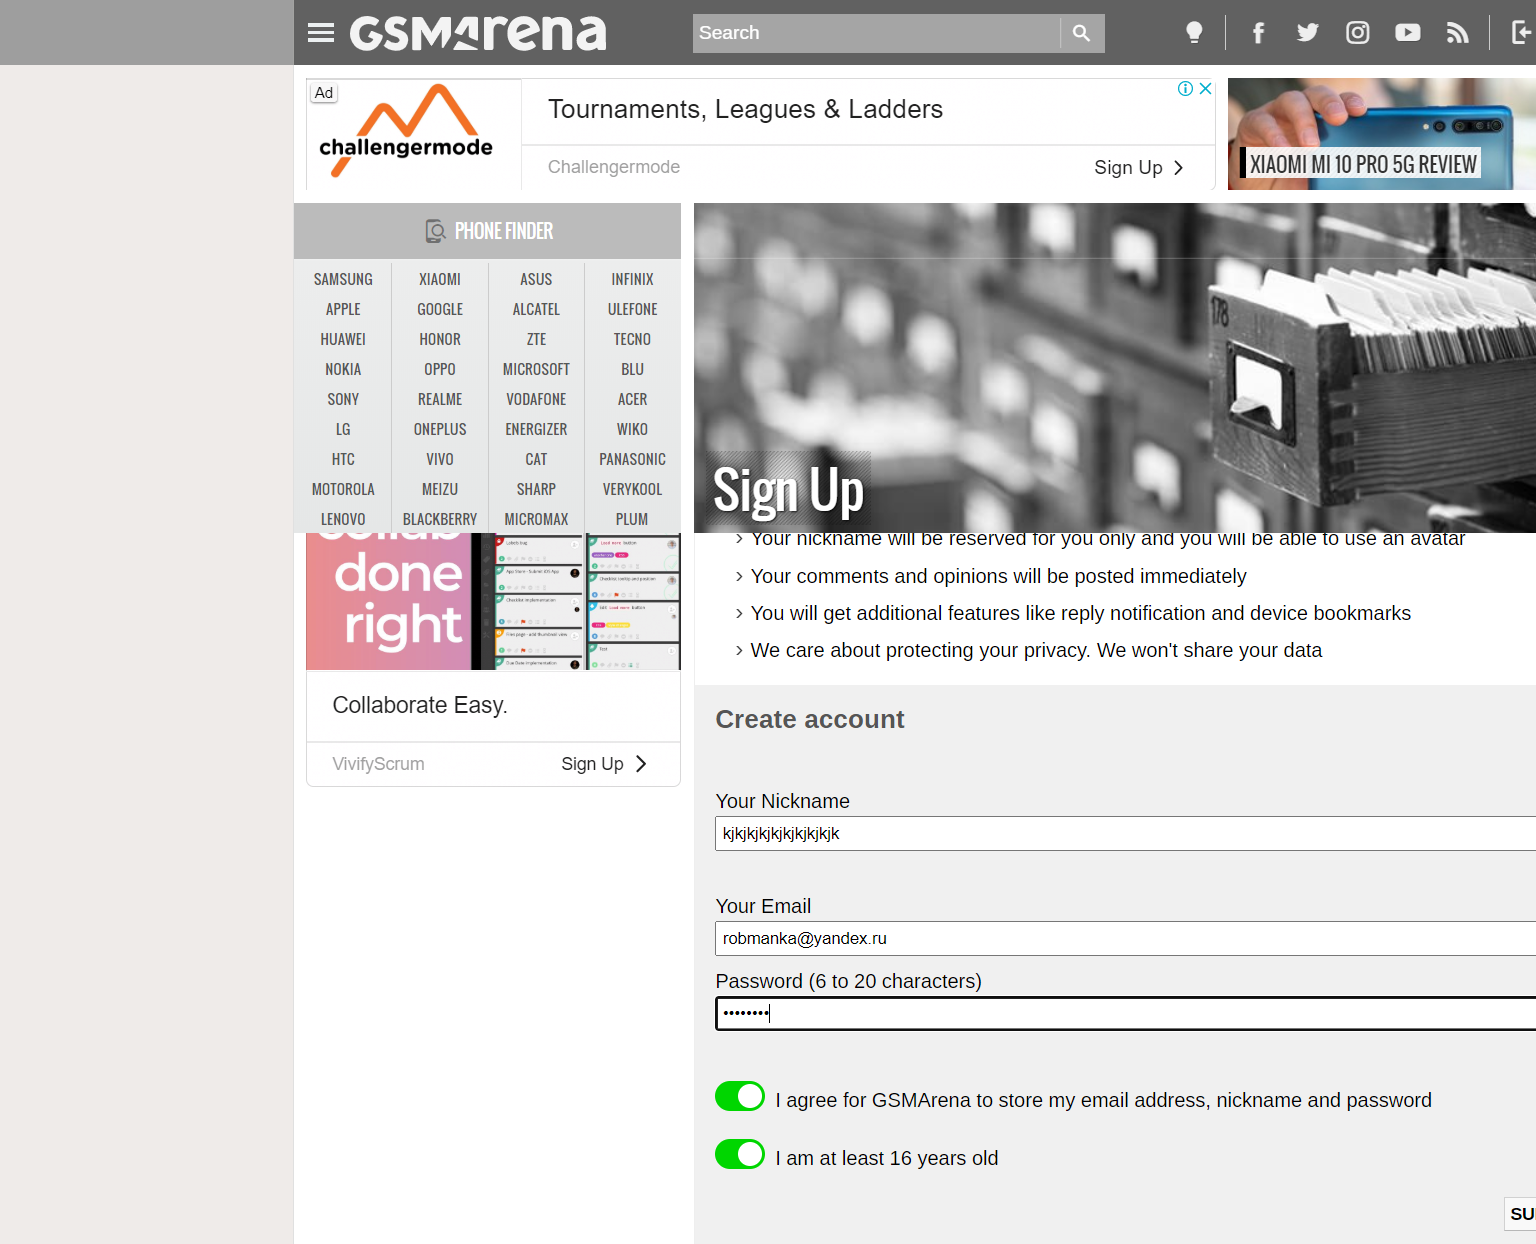 GSMArena
Search
Ad
challengermode
Tournaments, Leagues & Ladders
Challengermode
Sign Up
XIAOMI MI 10 PRO 5G REVIEW
PHONE FINDER
SAMSUNG XIAOMI ASUS INFINIX
APPLE GOOGLE ALCATEL ULEFONE
HUAWEI HONOR ZTE TECNO
NOKIA OPPO MICROSOFT BLU
SONY REALME VODAFONE ACER
LG ONEPLUS ENERGIZER WIKO
HTC VIVO CAT PANASONIC
MOTOROLA MEIZU SHARP VERYKOOL
LENOVO BLACKBERRY MICROMAX PLUM
178
Sign Up
collab
done
right
Collaborate Easy.
VivifyScrum
Sign Up
Your nickname will be reserved for you only and you will be able to use an avatar
Your comments and opinions will be posted immediately
You will get additional features like reply notification and device bookmarks
We care about protecting your privacy. We won't share your data
Create account
Your Nickname
kjkjkjkjkjkjkjkjkjk
Your Email
robmanka@yandex.ru
Password (6 to 20 characters)
••••••••
I agree for GSMArena to store my email address, nickname and password
I am at least 16 years old